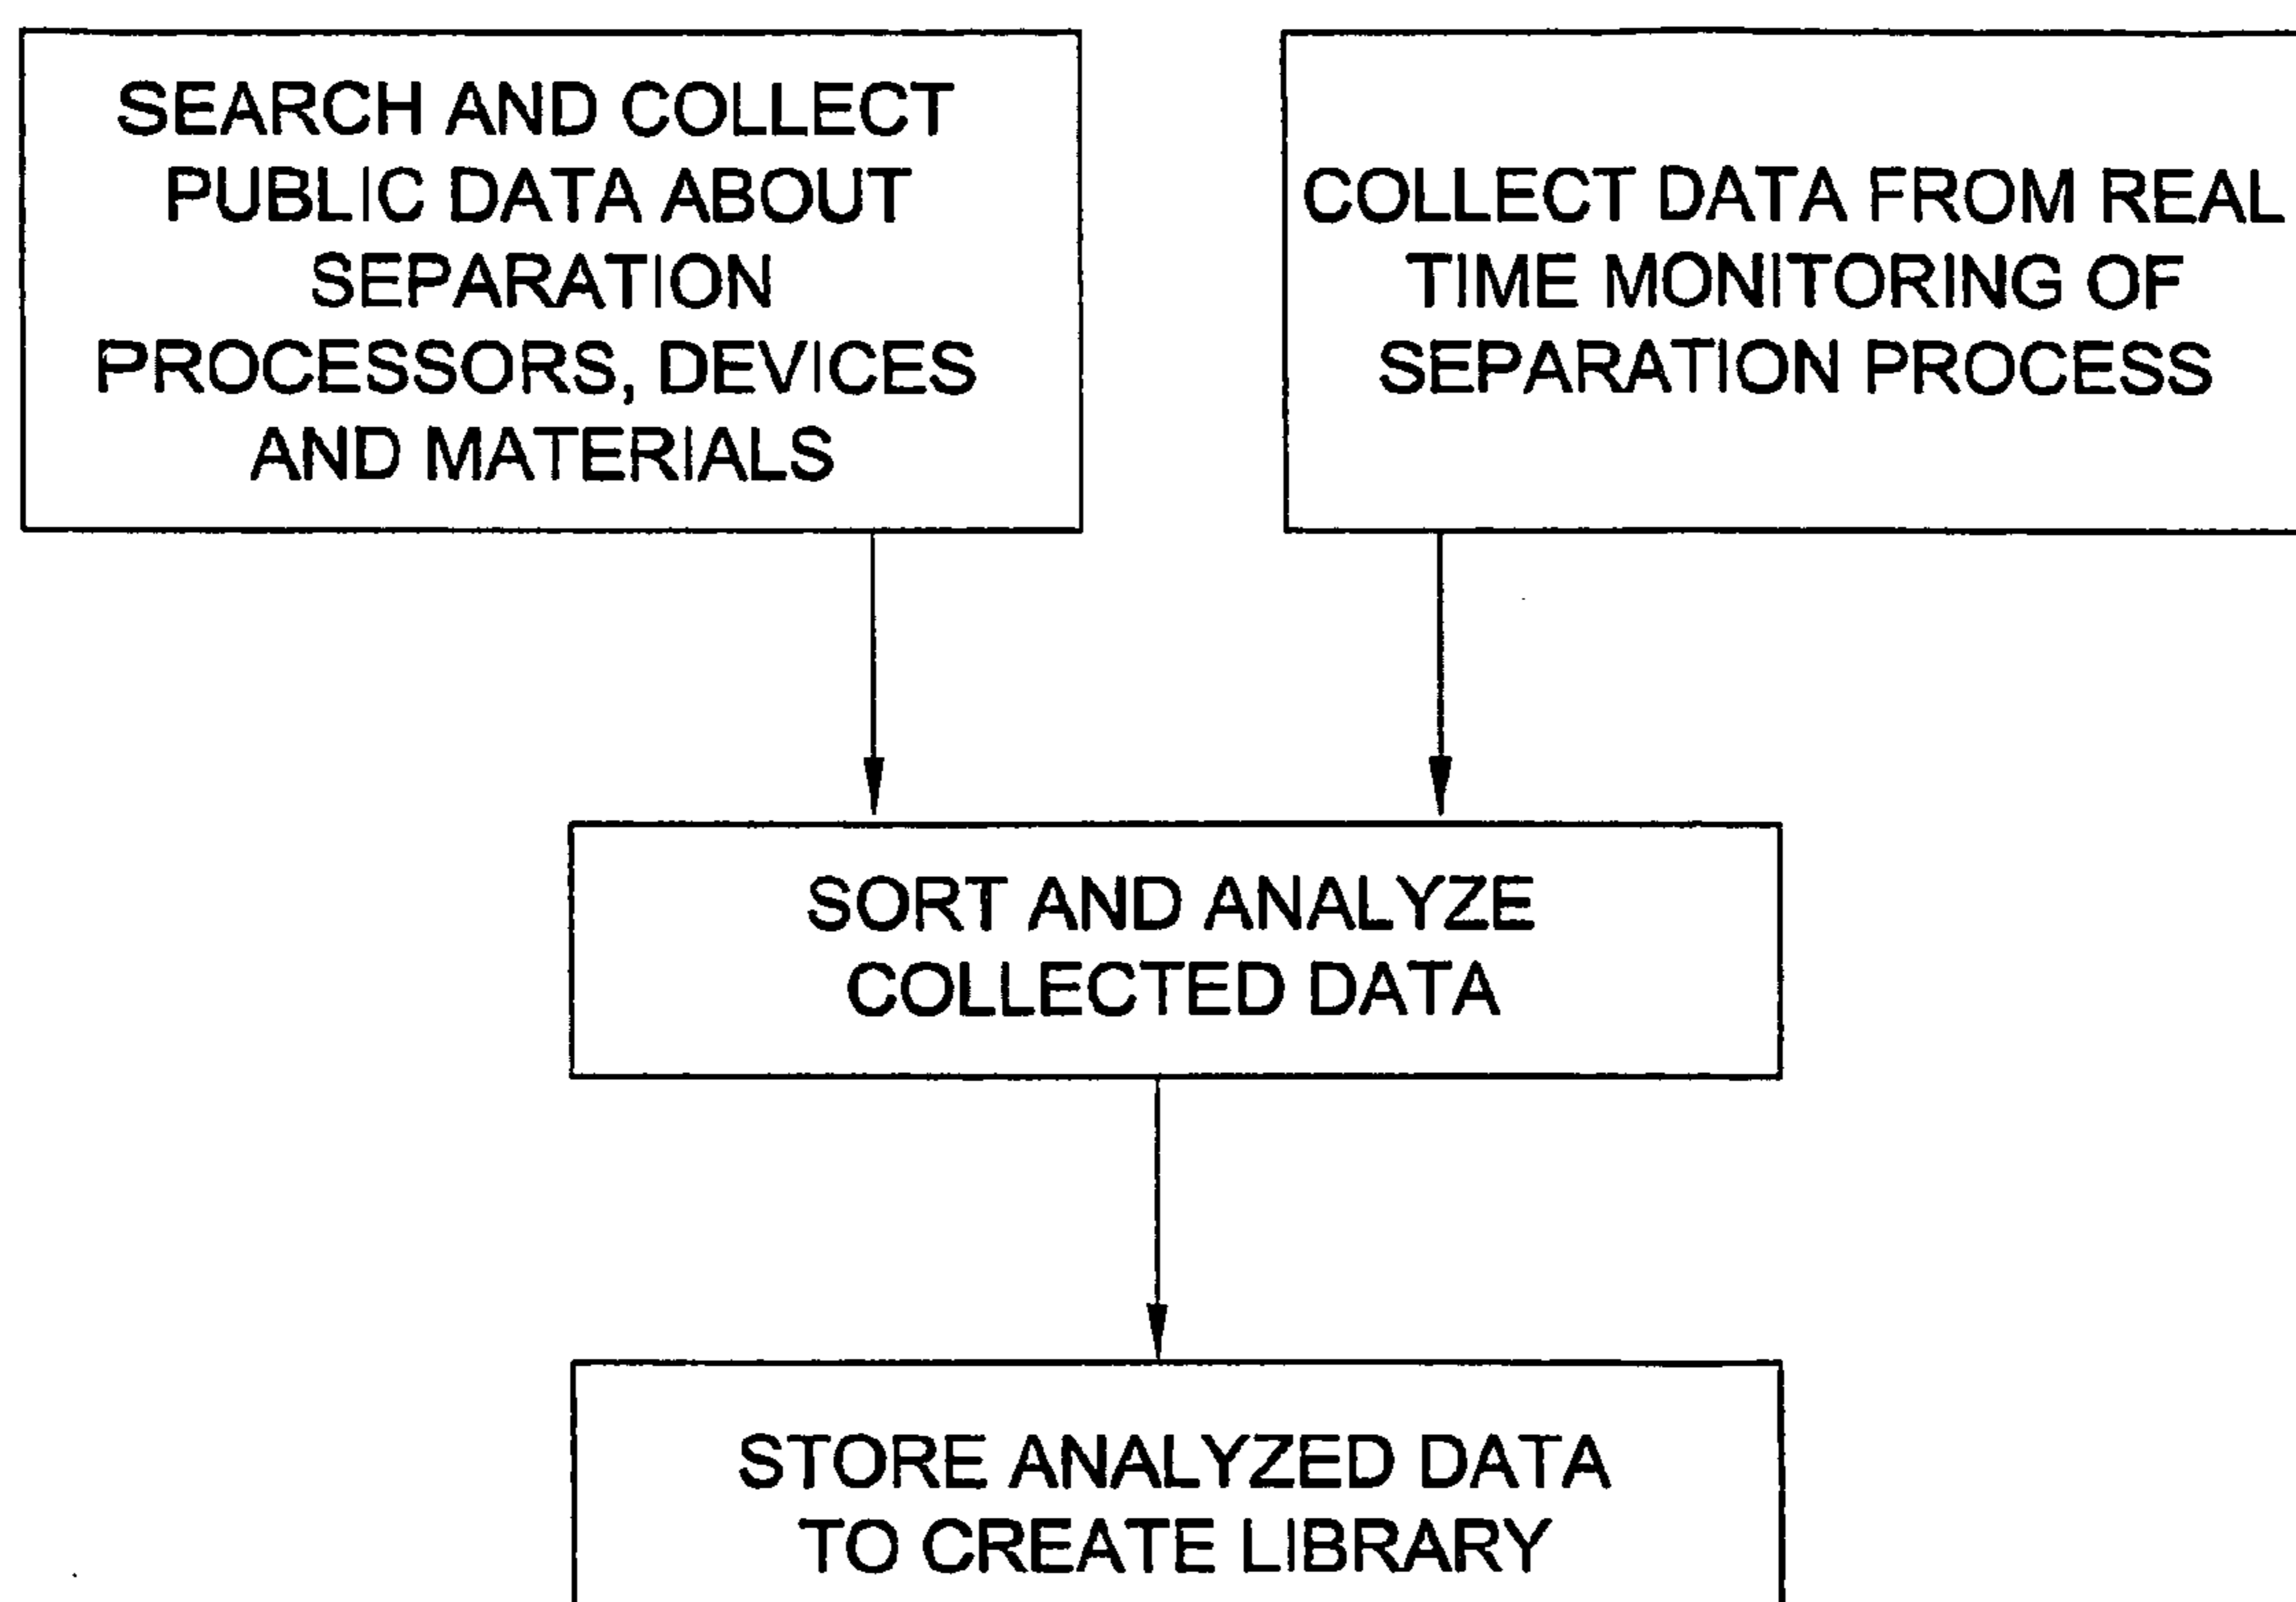 SEARCH AND COLLECT
PUBLIC DATA ABOUT
SEPARATION
PROCESSORS, DEVICES
AND MATERIALS
COLLECT DATA FROM REAL
TIME MONITORING OF
SEPARATION PROCESS
SORT AND ANALYZE
COLLECTED DATA
STORE ANALYZED DATA
TO CREATE LIBRARY